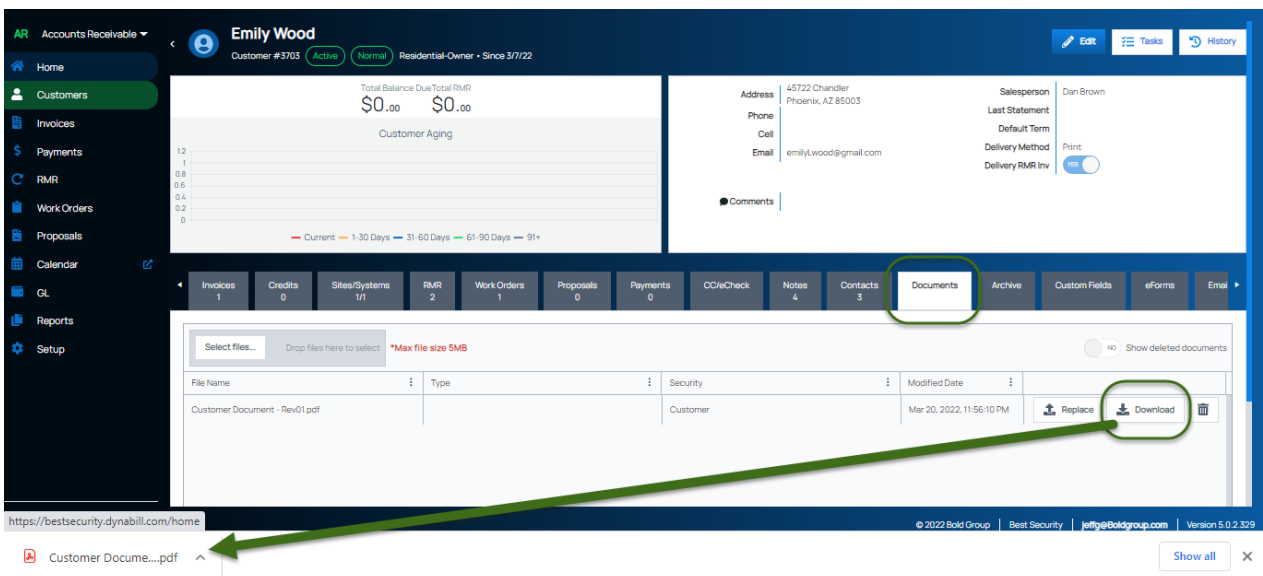 AR Accounts Receivable
Home
Customers
Invoices
Payments
RMR
Work Orders
Proposals
Calendar
GL
Reports
Setup
Emily Wood
Customer #3703 Active Normal Residential-Owner • Since 3/7/22
Edit Tasks History
Total Balance Due Total RMR
$0.00 $0.00
Customer Aging
1.2
1
0.8
0.6
0.4
0.2
0
Current 1-30 Days 31-60 Days 61-90 Days 91+
Address 45722 Chandler
Phoenix, AZ 85003
Phone
Cell
Email emilyLwood@gmail.com
Comments
Salesperson Dan Brown
Last Statement
Default Term
Delivery Method Print
Delivery RMR Inv YES
Invoices Credits Sites/Systems RMR Work Orders Proposals Payments CC/eCheck Notes Contacts Documents Archive Custom Fields eForms Emai
1 0 1/1 2 1 0 0 4 3
Select files... Drop files here to select *Max file size 5MB
NO Show deleted documents
File Name Type Security Modified Date
Customer Document - Rev01.pdf Customer Mar 20, 2022, 11:56:10 PM Replace Download
https://bestsecurity.dynabill.com/home
© 2022 Bold Group Best Security jeffg@Boldgroup.com Version 5.0.2.329
Customer Docume....pdf
Show all